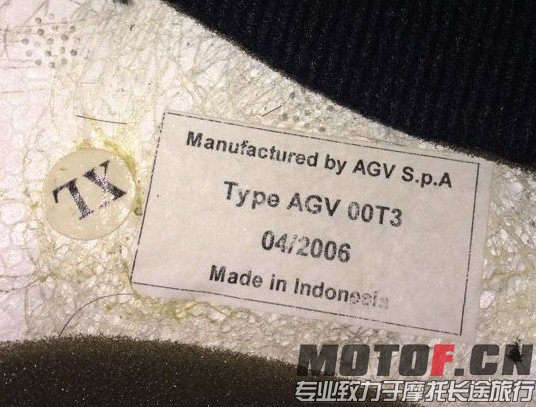 Manufactured by AGV S.p.A
Type AGV 00T3
04/2006
Made in Indonesia
XL
MOTOF.CN
专业致力于摩托长途旅行